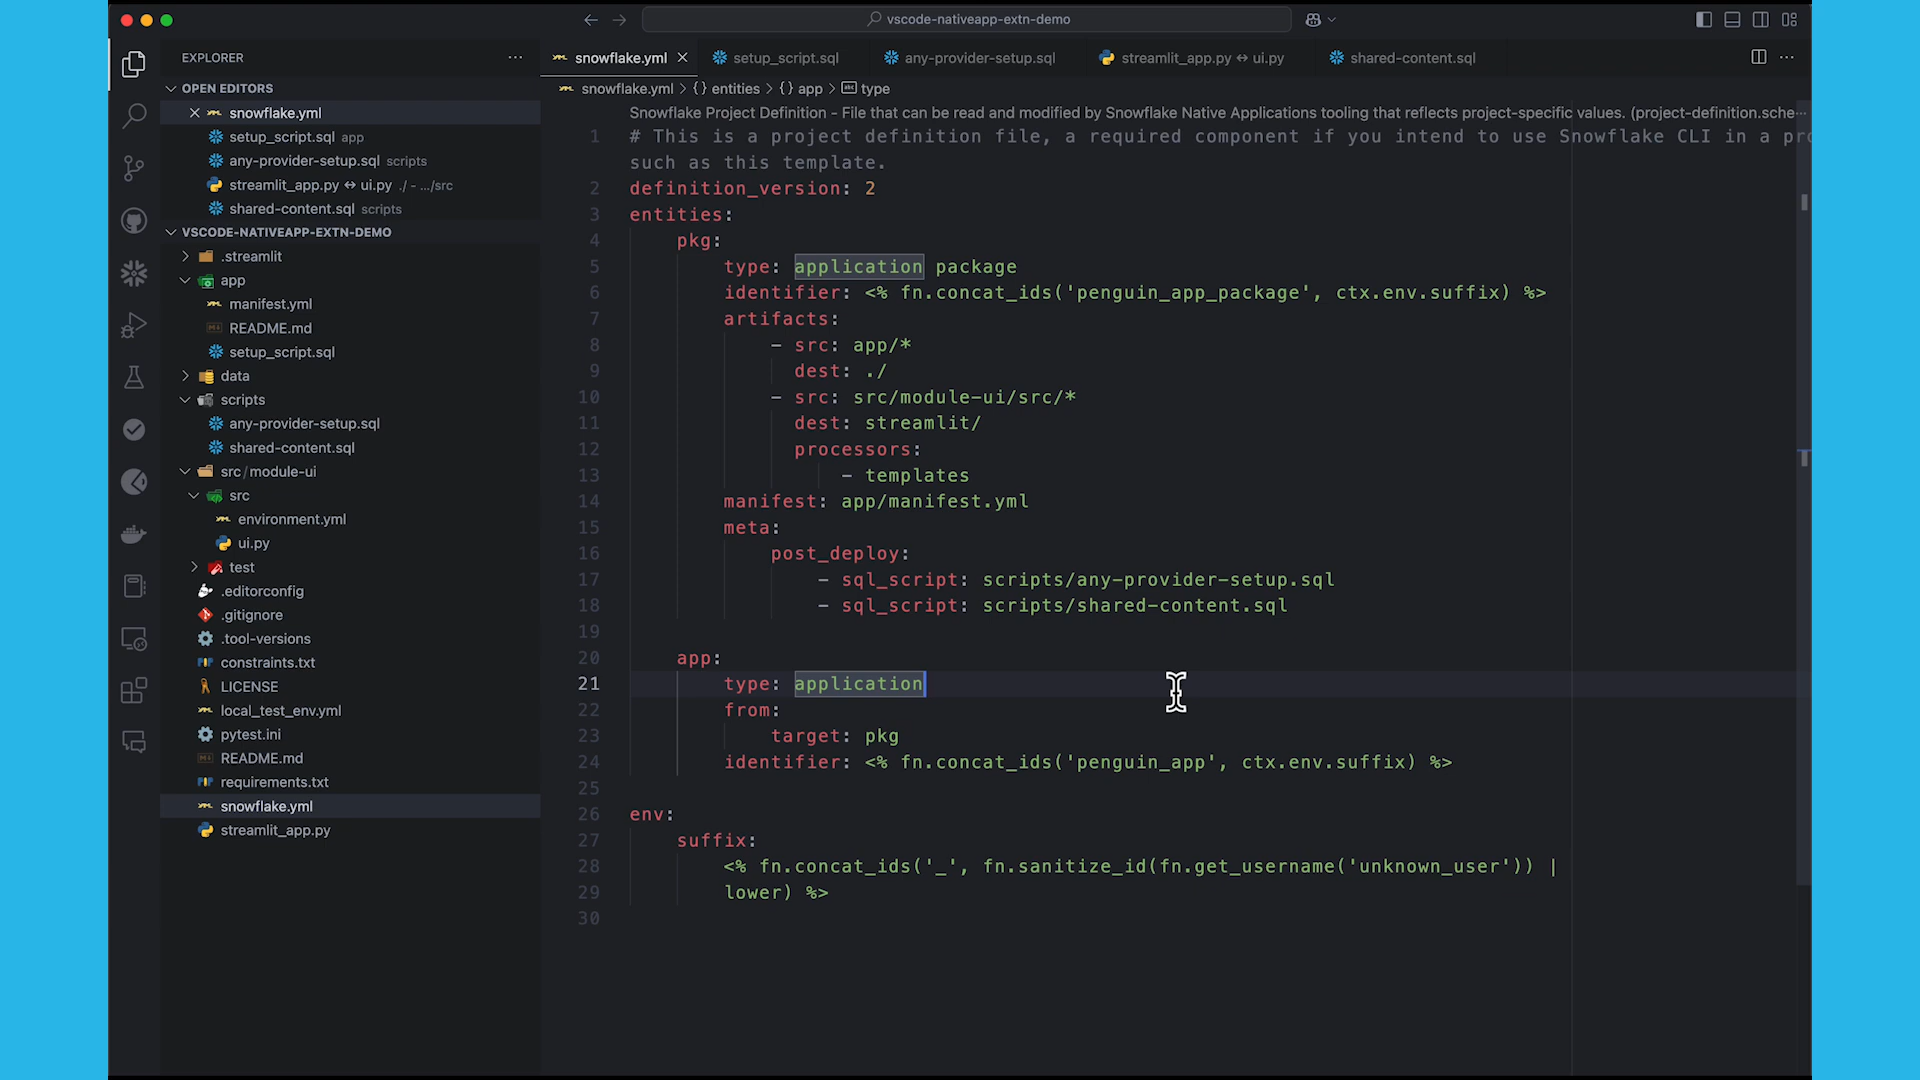 vscode-nativeapp-extn-demo
EXPLORER
OPEN EDITORS
snowflake.yml
setup_script.sql app
any-provider-setup.sql scripts
streamlit_app.py ↔ ui.py ./ - .../src
shared-content.sql scripts
VSCODE-NATIVEAPP-EXTN-DEMO
.streamlit
app
manifest.yml
README.md
setup_script.sql
data
scripts
any-provider-setup.sql
shared-content.sql
src/module-ui
src
environment.yml
ui.py
test
.editorconfig
.gitignore
.tool-versions
constraints.txt
LICENSE
local_test_env.yml
pytest.ini
README.md
requirements.txt
snowflake.yml
streamlit_app.py
snowflake.yml setup_script.sql any-provider-setup.sql streamlit_app.py ↔ ui.py shared-content.sql
snowflake.yml > {} entities > {} app > type
Snowflake Project Definition - File that can be read and modified by Snowflake Native Applications tooling that reflects project-specific values. (project-definition.sche...
1 # This is a project definition file, a required component if you intend to use Snowflake CLI in a pro
such as this template.
2 definition_version: 2
3 entities:
4 pkg:
5 type: application package
6 identifier: <% fn.concat_ids('penguin_app_package', ctx.env.suffix) %>
7 artifacts:
8 - src: app/*
9 dest: ./
10 - src: src/module-ui/src/*
11 dest: streamlit/
12 processors:
13 - templates
14 manifest: app/manifest.yml
15 meta:
16 post_deploy:
17 - sql_script: scripts/any-provider-setup.sql
18 - sql_script: scripts/shared-content.sql
19
20 app:
21 type: application
22 from:
23 target: pkg
24 identifier: <% fn.concat_ids('penguin_app', ctx.env.suffix) %>
25
26 env:
27 suffix:
28 <% fn.concat_ids('_', fn.sanitize_id(fn.get_username('unknown_user')) |
29 lower) %>
30